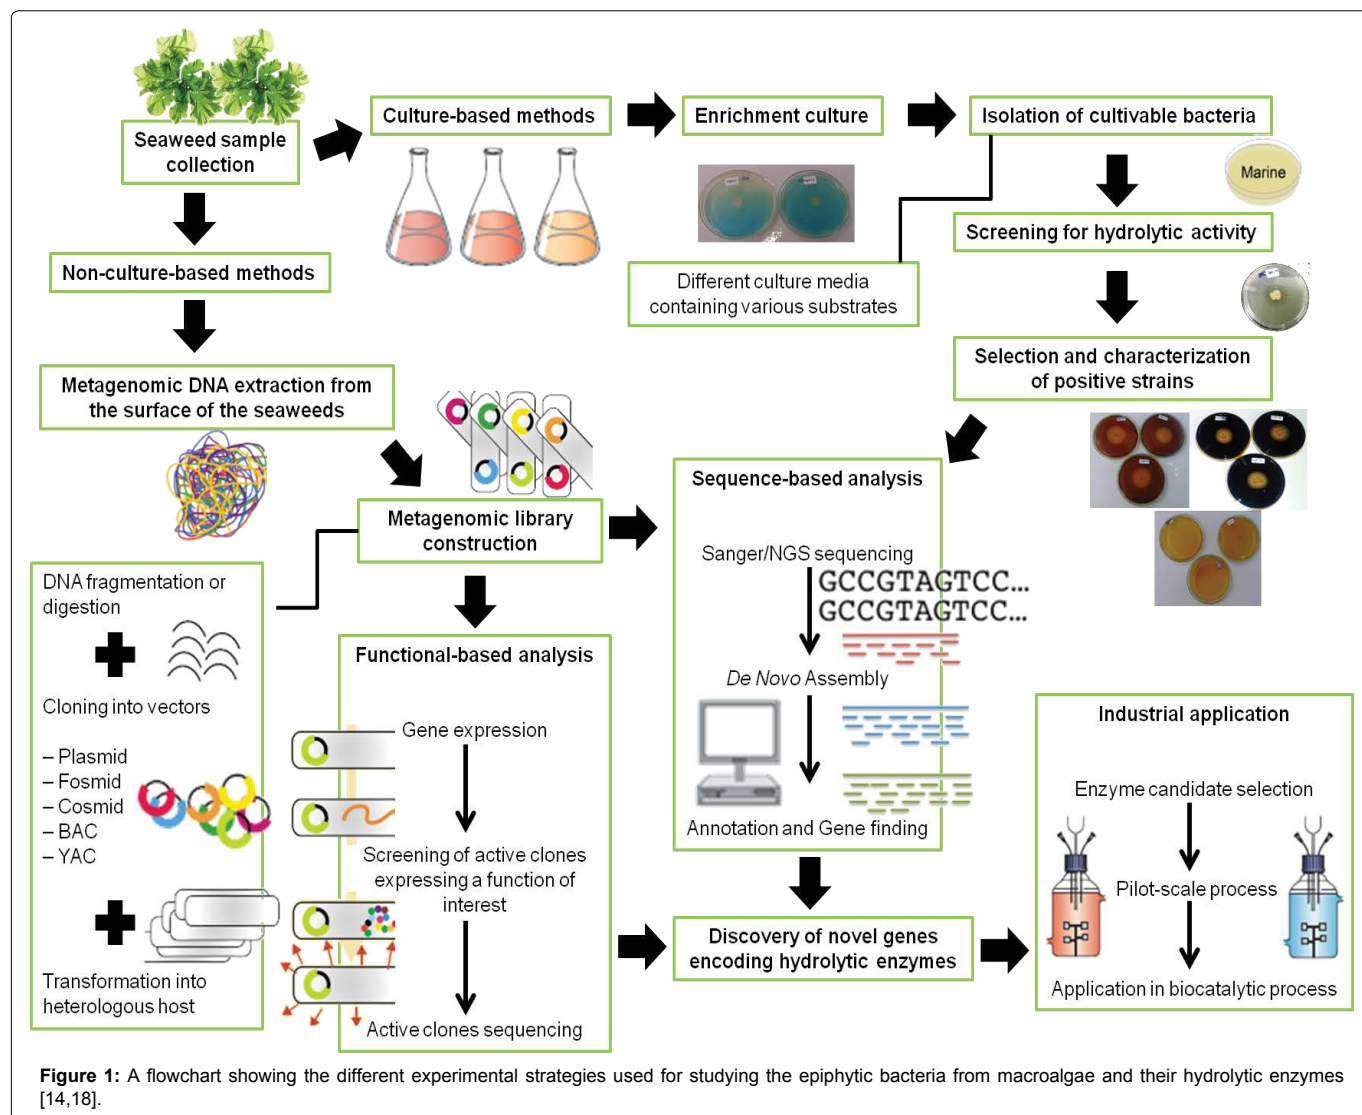 Seaweed sample
collection
Culture-based methods
Enrichment culture
Isolation of cultivable bacteria
Marine
Screening for hydrolytic activity
Different culture media
containing various substrates
Selection and characterization
of positive strains
Non-culture-based methods
Metagenomic DNA extraction from
the surface of the seaweeds
Metagenomic library
construction
DNA fragmentation or
digestion
Cloning into vectors
– Plasmid
– Fosmid
– Cosmid
– BAC
– YAC
Transformation into
heterologous host
Functional-based analysis
Gene expression
Screening of active clones
expressing a function of
interest
Active clones sequencing
Sequence-based analysis
Sanger/NGS sequencing
GCCGTAGTCC...
GCCGTAGTCC...
De Novo Assembly
Annotation and Gene finding
Discovery of novel genes
encoding hydrolytic enzymes
Industrial application
Enzyme candidate selection
Pilot-scale process
Application in biocatalytic process
Figure 1: A flowchart showing the different experimental strategies used for studying the epiphytic bacteria from macroalgae and their hydrolytic enzymes
[14,18].